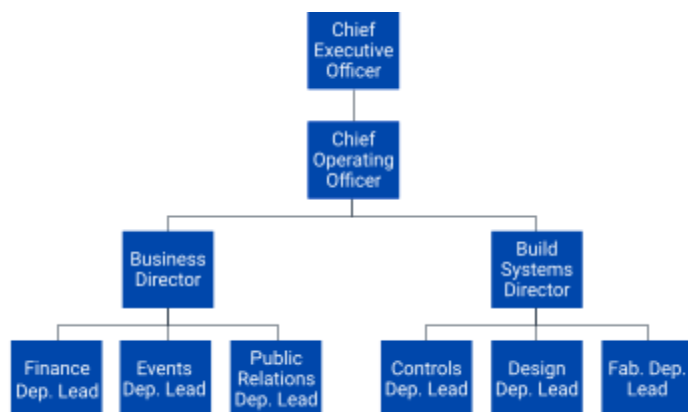 Chief
Executive
Officer
Chief
Operating
Officer
Business
Director
Build
Systems
Director
Finance
Dep. Lead
Events
Dep. Lead
Public
Relations
Dep. Lead
Controls
Dep. Lead
Design
Dep. Lead
Fab. Dep.
Lead